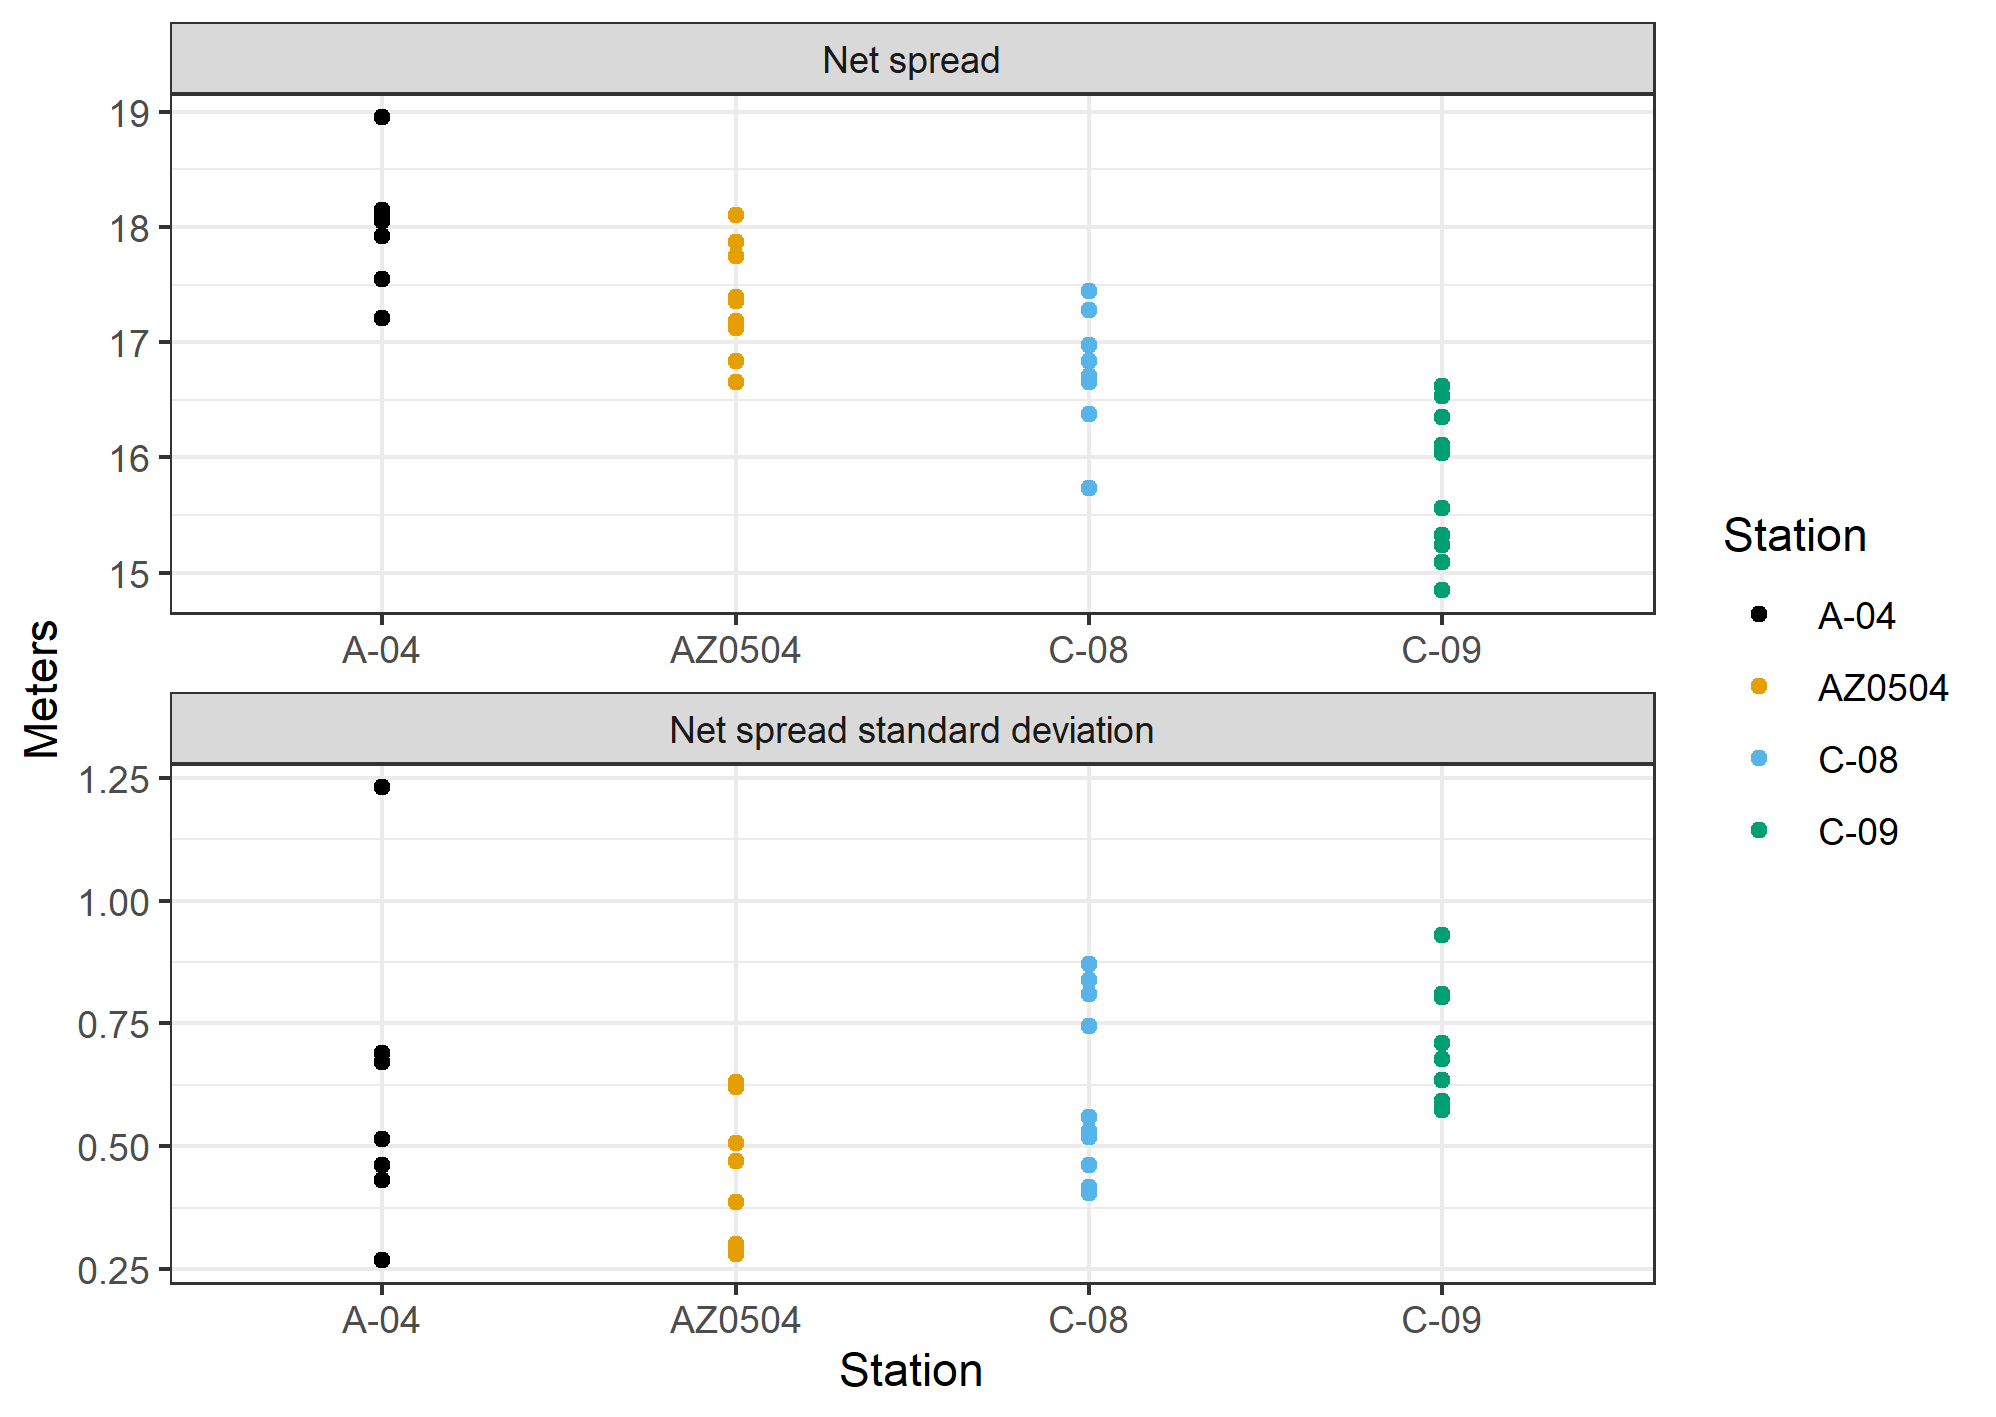 Net spread
19
18
17
16
15
A-04 AZ0504 C-08 C-09
Meters
Net spread standard deviation
1.25
1.00
0.75
0.50
0.25
A-04 AZ0504 C-08 C-09
Station
Station
A-04
AZ0504
C-08
C-09